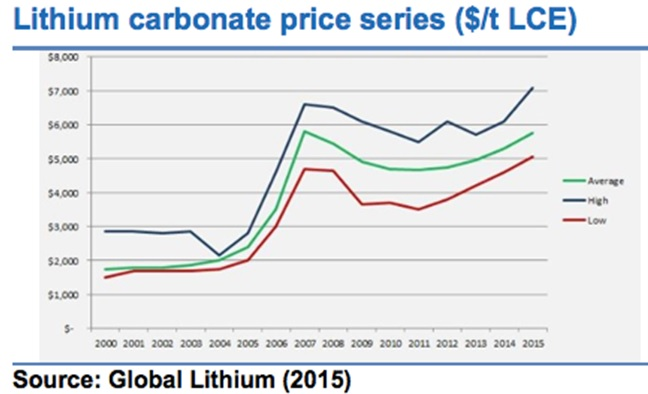 Lithium carbonate price series ($/t LCE)
$8,000
$7,000
$6,000
$5,000
$4,000
$3,000
$2,000
$1,000
$-
2000 2001 2002 2003 2004 2005 2006 2007 2008 2009 2010 2011 2012 2013 2014 2015
Average
High
Low
Source: Global Lithium (2015)